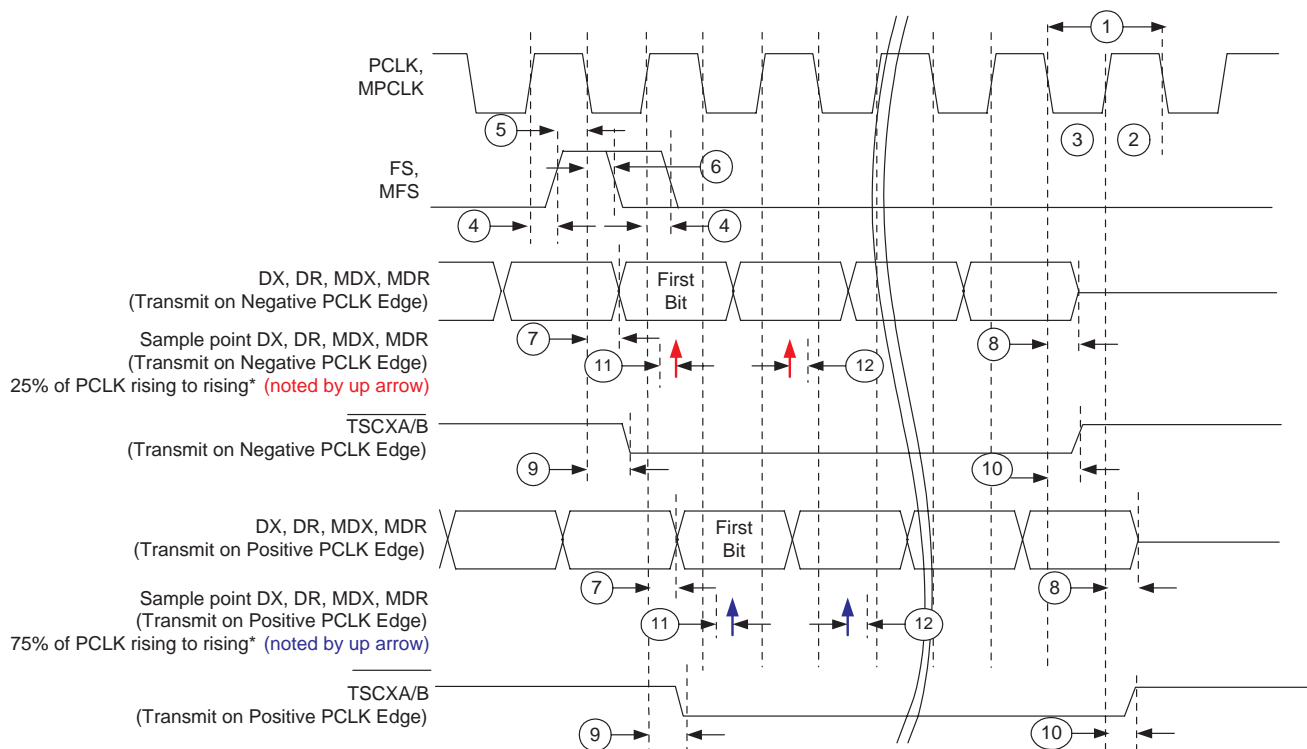 1
PCLK,
MPCLK
3
2
5
6
FS,
MFS
4
4
DX, DR, MDX, MDR
(Transmit on Negative PCLK Edge)
First
Bit
7
8
Sample point DX, DR, MDX, MDR
(Transmit on Negative PCLK Edge)
25% of PCLK rising to rising* (noted by up arrow)
11
12
TSCXA/B
(Transmit on Negative PCLK Edge)
9
10
DX, DR, MDX, MDR
(Transmit on Positive PCLK Edge)
First
Bit
7
8
Sample point DX, DR, MDX, MDR
(Transmit on Positive PCLK Edge)
75% of PCLK rising to rising* (noted by up arrow)
11
12
TSCXA/B
(Transmit on Positive PCLK Edge)
9
10